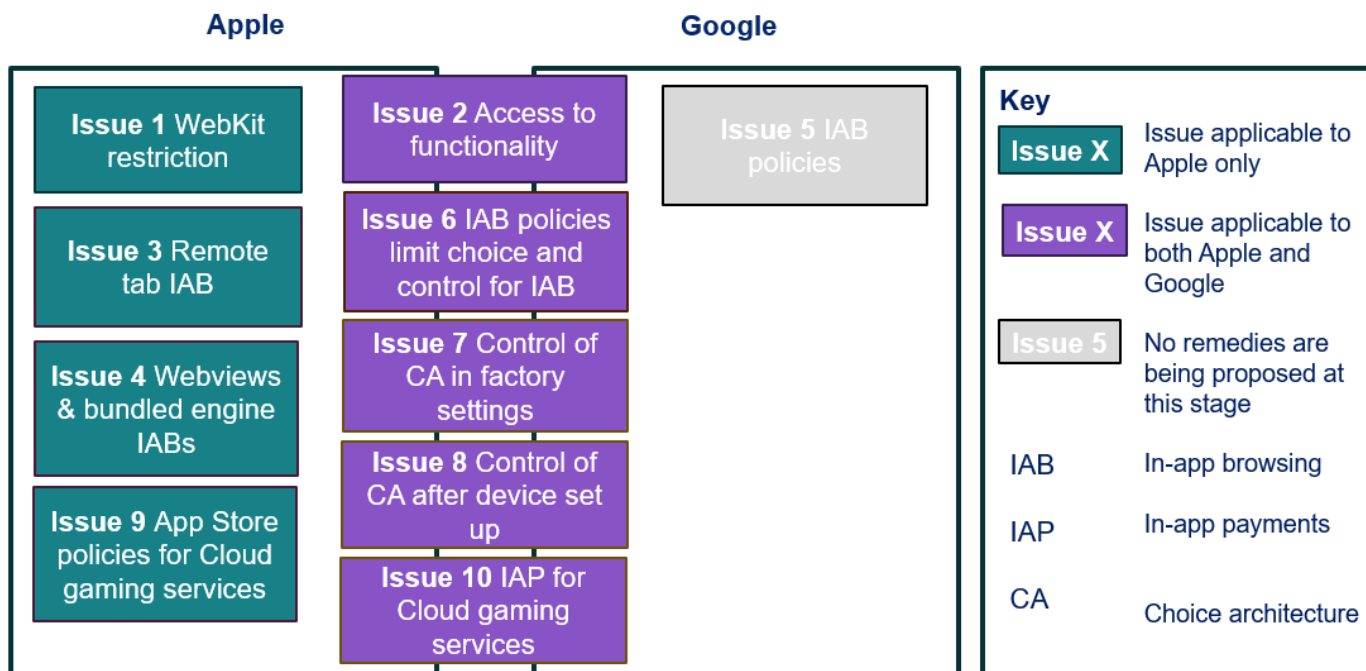 Apple
Google
Issue 1 WebKit
restriction
Issue 3 Remote
tab IAB
Issue 4 Webviews
& bundled engine
IABs
Issue 9 App Store
policies for Cloud
gaming services
Issue 2 Access to
functionality
Issue 6 IAB policies
limit choice and
control for IAB
Issue 7 Control of
CA in factory
settings
Issue 8 Control of
CA after device set
up
Issue 10 IAP for
Cloud gaming
services
Issue 5 IAB
policies
Key
Issue X
Issue applicable to
Apple only
Issue X
Issue applicable to
both Apple and
Google
Issue 5
No remedies are
being proposed at
this stage
IAB
In-app browsing
IAP
In-app payments
CA
Choice architecture